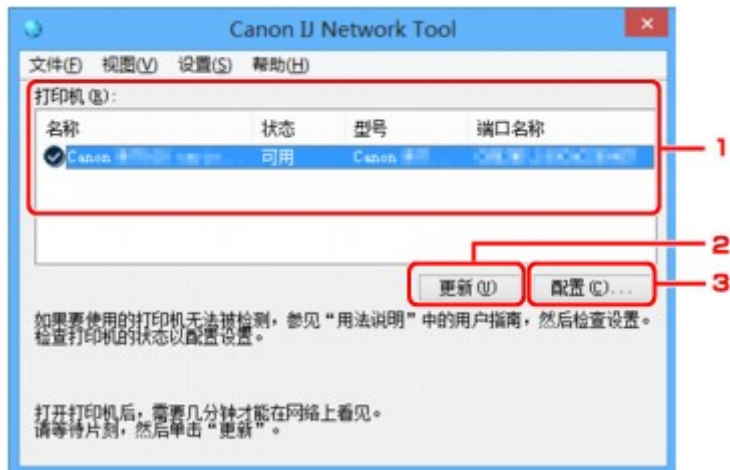 Canon IJ Network Tool
文件(F) 视图(V) 设置(S) 帮助(H)
打印机(R):
名称 状态 型号 端口名称
Canon 可用 Canon
1
2
更新(U) 配置(C)...
3
如果要使用的打印机无法被检测，参见“用法说明”中的用户指南，然后检查设置。
检查打印机的状态以配置设置。
打开打印机后，需要几分钟才能在网络上看见。
请等待片刻，然后单击“更新”。